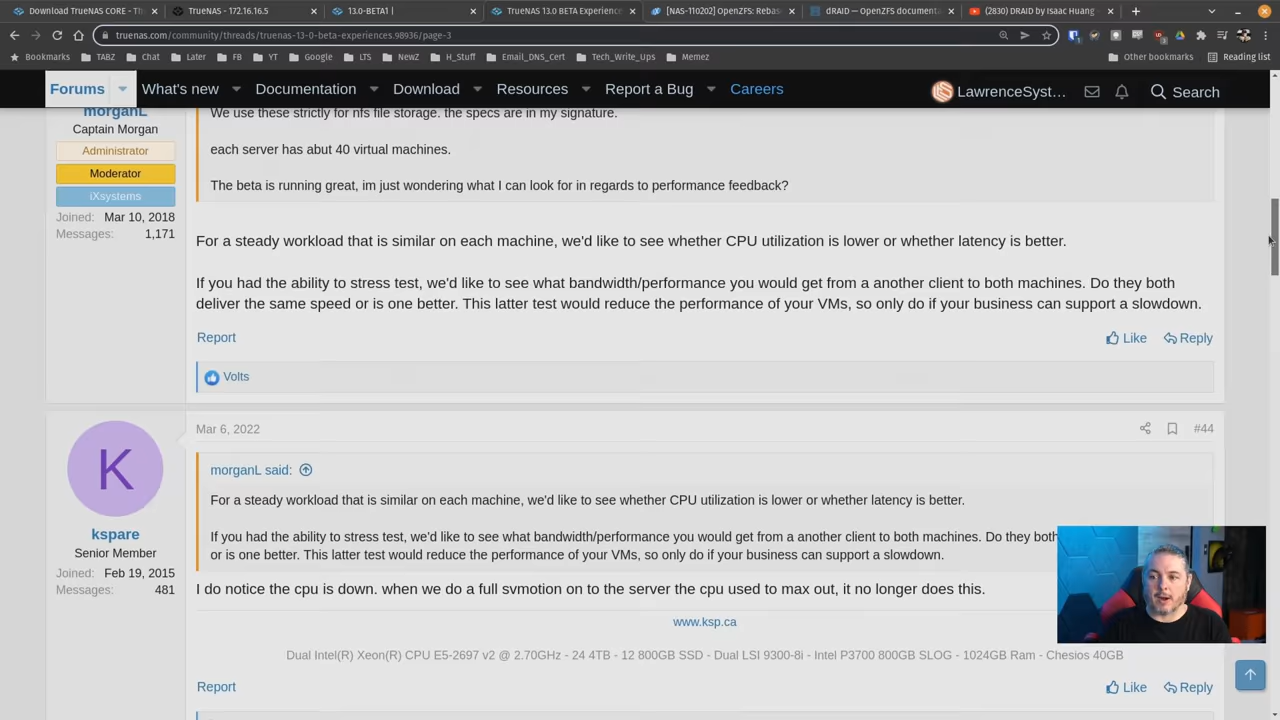 Download TrueNAS CORE - Th
TrueNAS - 172.16.16.5
13.0-BETA1 |
TrueNAS 13.0 BETA Experience
[NAS-110202] OpenZFS: Rebas
dRAID — OpenZFS documenta
(2830) DRAID by Isaac Huang
truenas.com/community/threads/truenas-13-0-beta-experiences.98936/page-3
Bookmarks
TABZ
Chat
Later
FB
YT
Google
LTS
NewZ
H_Stuff
Email_DNS_Cert
Tech_Write_Ups
Memez
Other bookmarks
Reading list
Forums
What's new
Documentation
Download
Resources
Report a Bug
Careers
LawrenceSyst...
Search
morganL
Captain Morgan
Administrator
Moderator
iXsystems
Joined: Mar 10, 2018
Messages: 1,171
We use these strictly for nfs file storage. the specs are in my signature.
each server has abut 40 virtual machines.
The beta is running great, im just wondering what I can look for in regards to performance feedback?
For a steady workload that is similar on each machine, we'd like to see whether CPU utilization is lower or whether latency is better.
If you had the ability to stress test, we'd like to see what bandwidth/performance you would get from a another client to both machines. Do they both
deliver the same speed or is one better. This latter test would reduce the performance of your VMs, so only do if your business can support a slowdown.
Report
Like
Reply
Volts
K
kspare
Senior Member
Joined: Feb 19, 2015
Messages: 481
Mar 6, 2022
#44
morganL said:
For a steady workload that is similar on each machine, we'd like to see whether CPU utilization is lower or whether latency is better.
If you had the ability to stress test, we'd like to see what bandwidth/performance you would get from a another client to both machines. Do they both
or is one better. This latter test would reduce the performance of your VMs, so only do if your business can support a slowdown.
I do notice the cpu is down. when we do a full svmotion on to the server the cpu used to max out, it no longer does this.
www.ksp.ca
Dual Intel(R) Xeon(R) CPU E5-2697 v2 @ 2.70GHz - 24 4TB - 12 800GB SSD - Dual LSI 9300-8i - Intel P3700 800GB SLOG - 1024GB Ram - Chesios 40GB
Report
Like
Reply